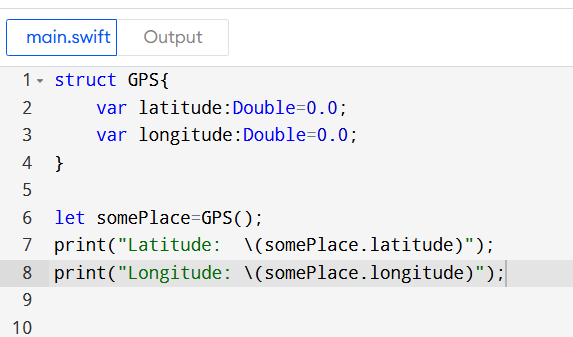 main.swift Output
1 struct GPS{
2     var latitude:Double=0.0;
3     var longitude:Double=0.0;
4 }
5
6 let somePlace=GPS();
7 print("Latitude:  \(somePlace.latitude)");
8 print("Longitude: \(somePlace.longitude)");
9
10